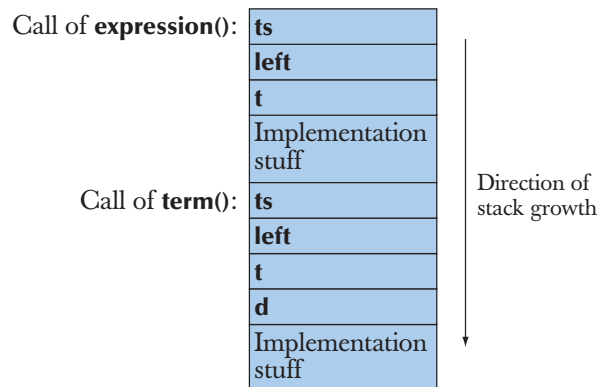 Call of expression(): ts
left
t
Implementation
stuff
Call of term(): ts
left
t
d
Implementation
stuff
Direction of
stack growth